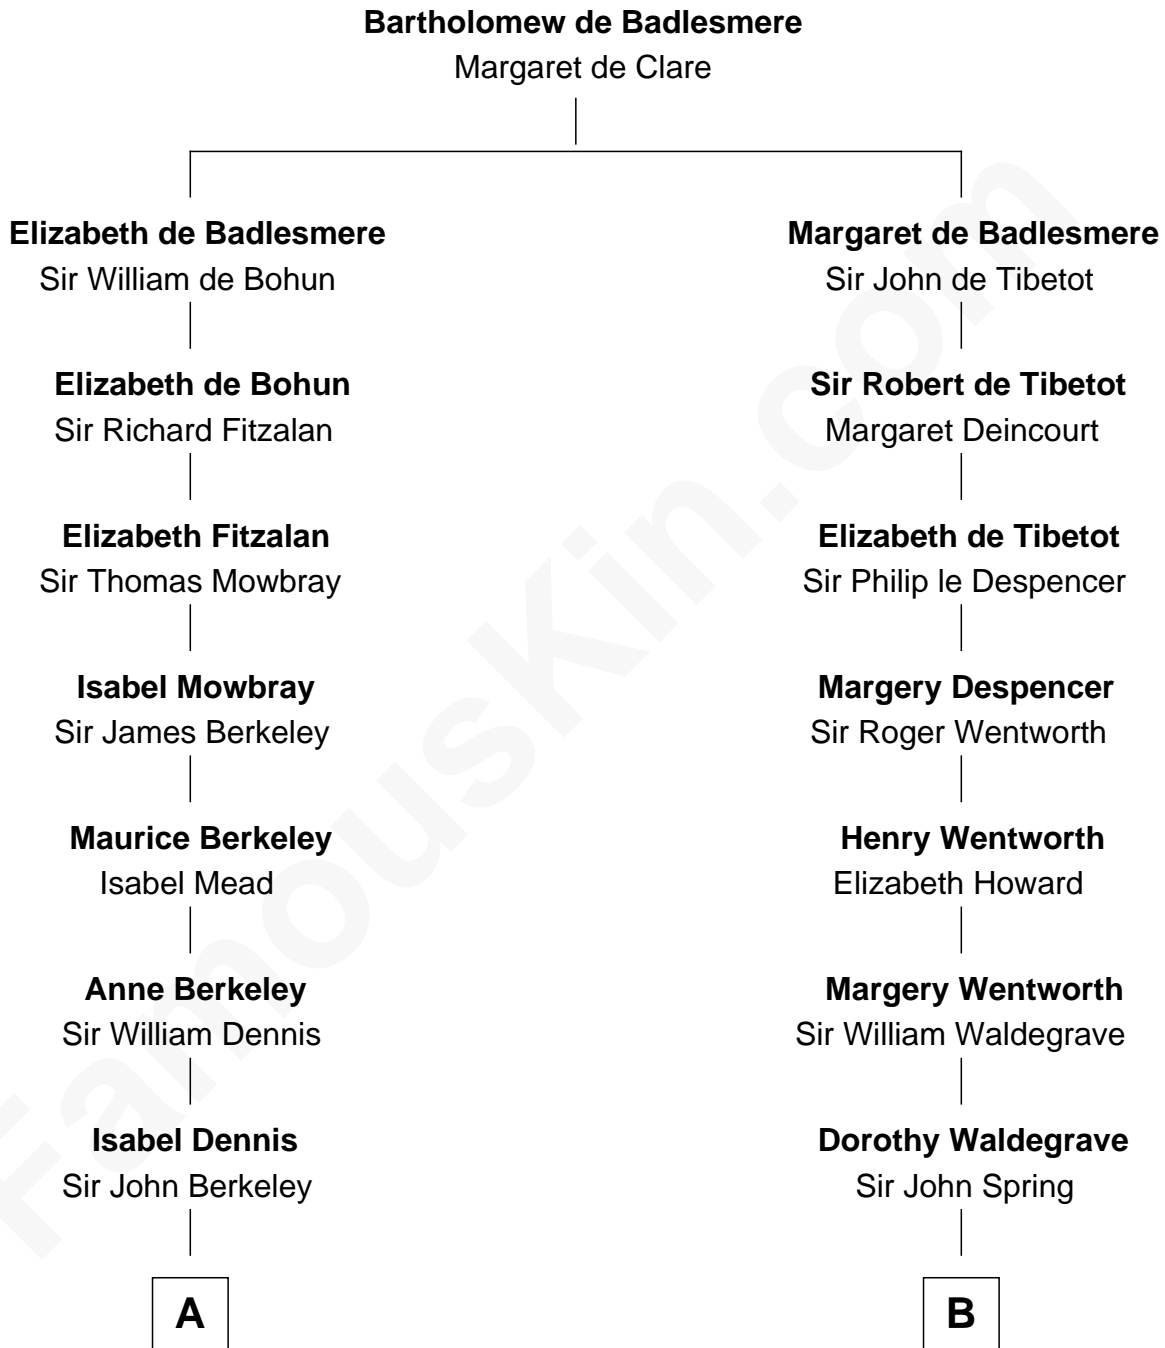 Bartholomew de Badlesmere
Margaret de Clare
Elizabeth de Badlesmere
Sir William de Bohun
Elizabeth de Bohun
Sir Richard Fitzalan
Elizabeth Fitzalan
Sir Thomas Mowbray
Isabel Mowbray
Sir James Berkeley
Maurice Berkeley
Isabel Mead
Anne Berkeley
Sir William Dennis
Isabel Dennis
Sir John Berkeley
A
Margaret de Badlesmere
Sir John de Tibetot
Sir Robert de Tibetot
Margaret Deincourt
Elizabeth de Tibetot
Sir Philip le Despencer
Margery Despencer
Sir Roger Wentworth
Henry Wentworth
Elizabeth Howard
Margery Wentworth
Sir William Waldegrave
Dorothy Waldegrave
Sir John Spring
B
FamousKin.com